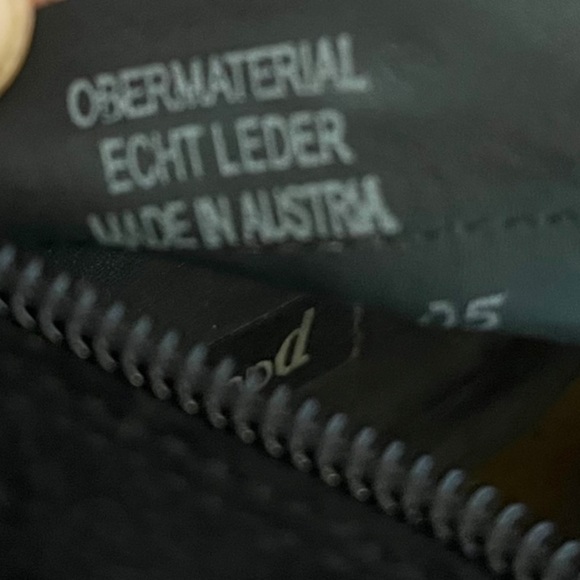 OBERMATERIAL
ECHT LEDER
MADE IN AUSTRIA